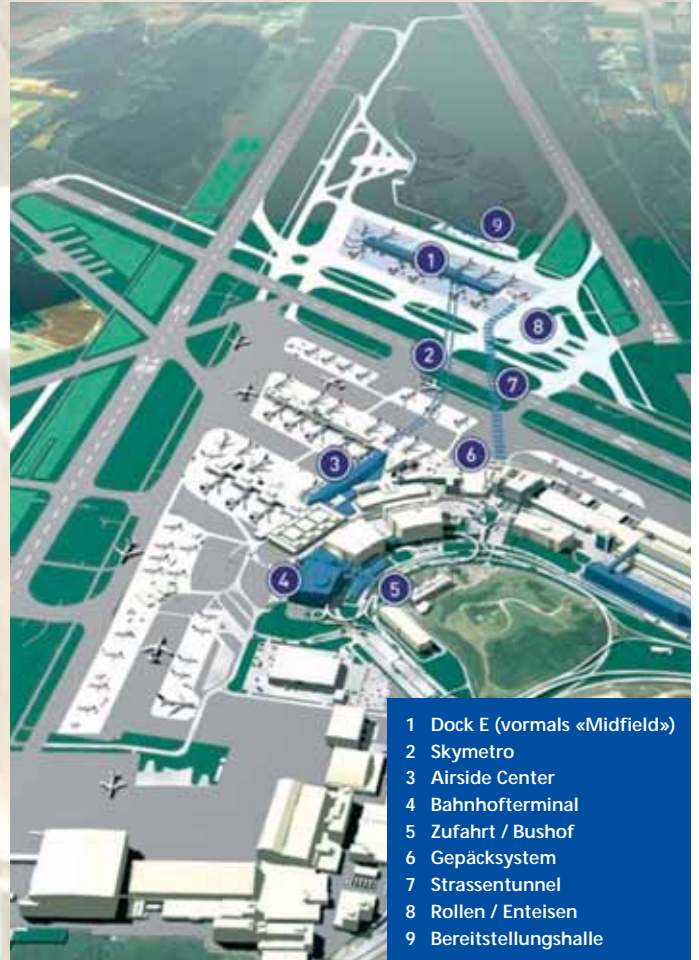 9
1
8
2
7
6
3
4
5
1 Dock E (vormals «Midfield»)
2 Skymetro
3 Airside Center
4 Bahnhofterminal
5 Zufahrt / Bushof
6 Gepäcksystem
7 Strassentunnel
8 Rollen / Enteisen
9 Bereitstellungshalle